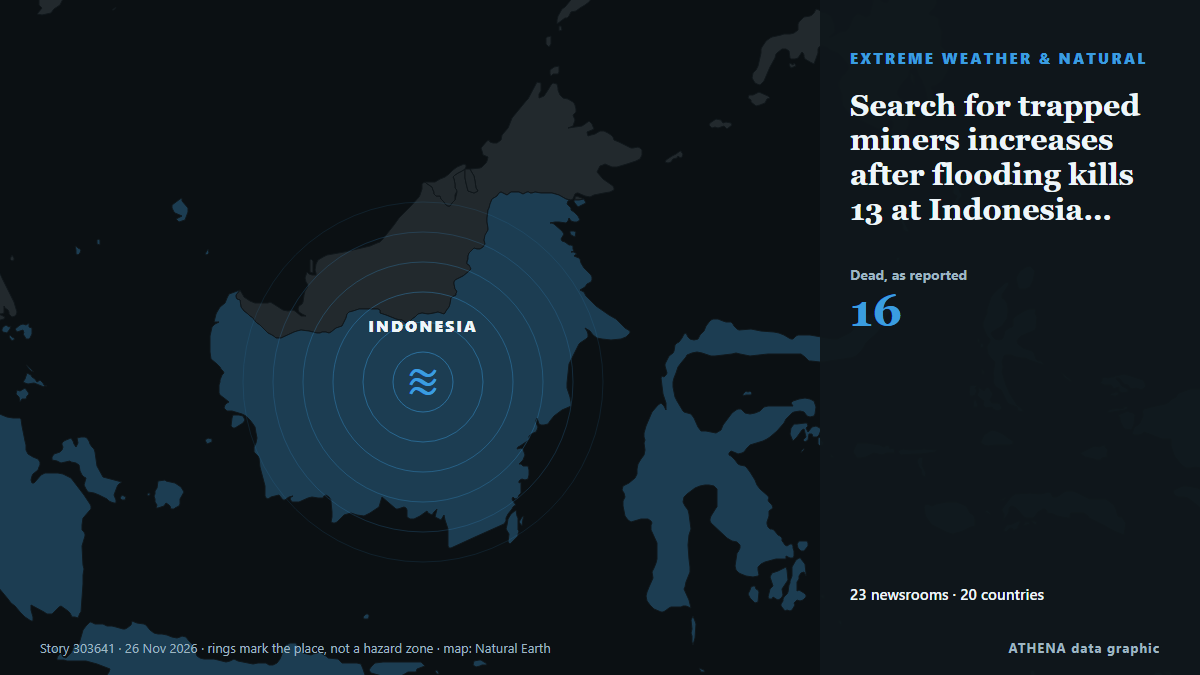 EXTREME WEATHER & NATURAL
Search for trapped
miners increases
after flooding kills
13 at Indonesia...
Dead, as reported
16
INDONESIA
23 newsrooms · 20 countries
Story 303641 · 26 Nov 2026 · rings mark the place, not a hazard zone · map: Natural Earth
ATHENA data graphic